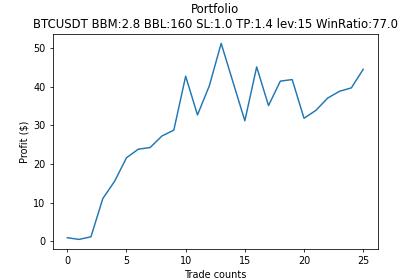 Portfolio
BTCUSDT BBM:2.8 BBL:160 SL:1.0 TP:1.4 lev:15 WinRatio:77.0
50
40
30
20
10
0
Profit ($)
0 5 10 15 20 25
Trade counts